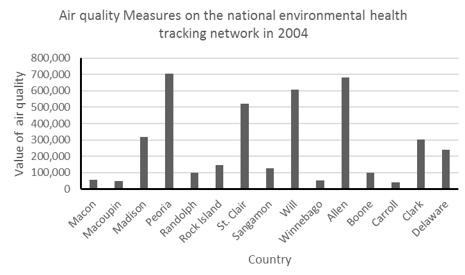 Air quality Measures on the national environmental health
tracking network in 2004
Value of air quality
800,000
700,000
600,000
500,000
400,000
300,000
200,000
100,000
0
Macon
Macoupin
Madison
Peoria
Randolph
Rock Island
St. Clair
Sangamon
Will
Winnebago
Allen
Boone
Carroll
Clark
Delaware
Country